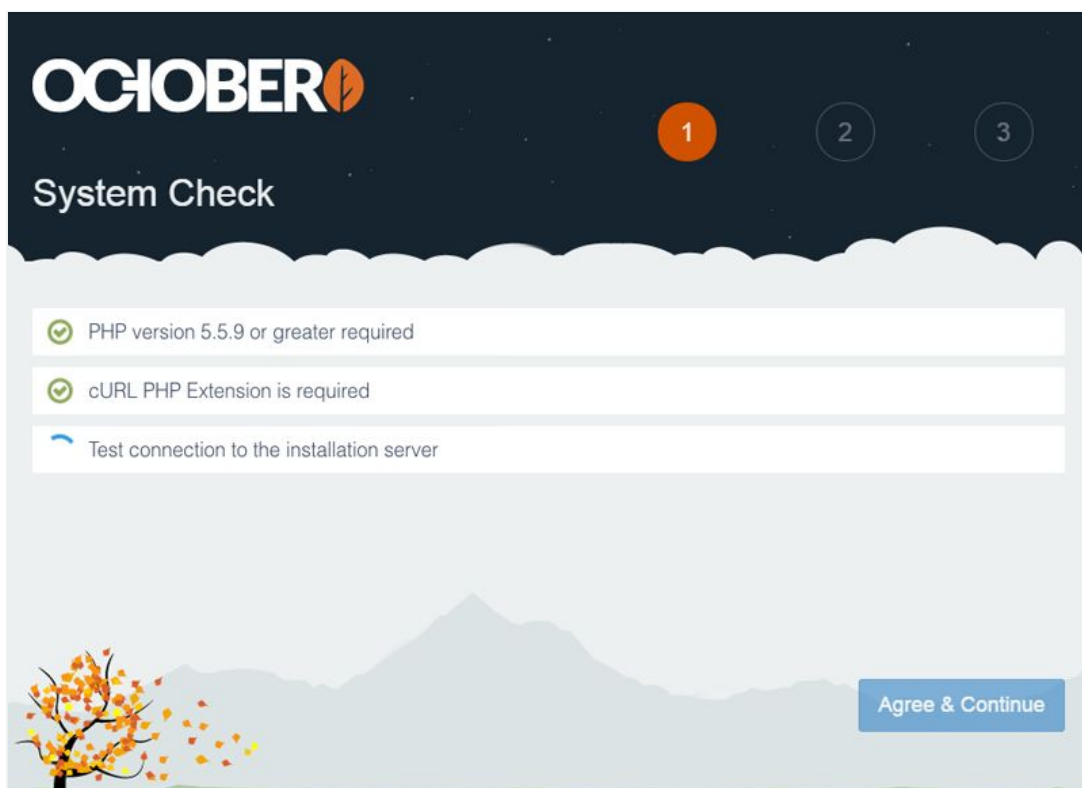 OCTOBER
1
2
3
System Check
PHP version 5.5.9 or greater required
cURL PHP Extension is required
Test connection to the installation server
Agree & Continue